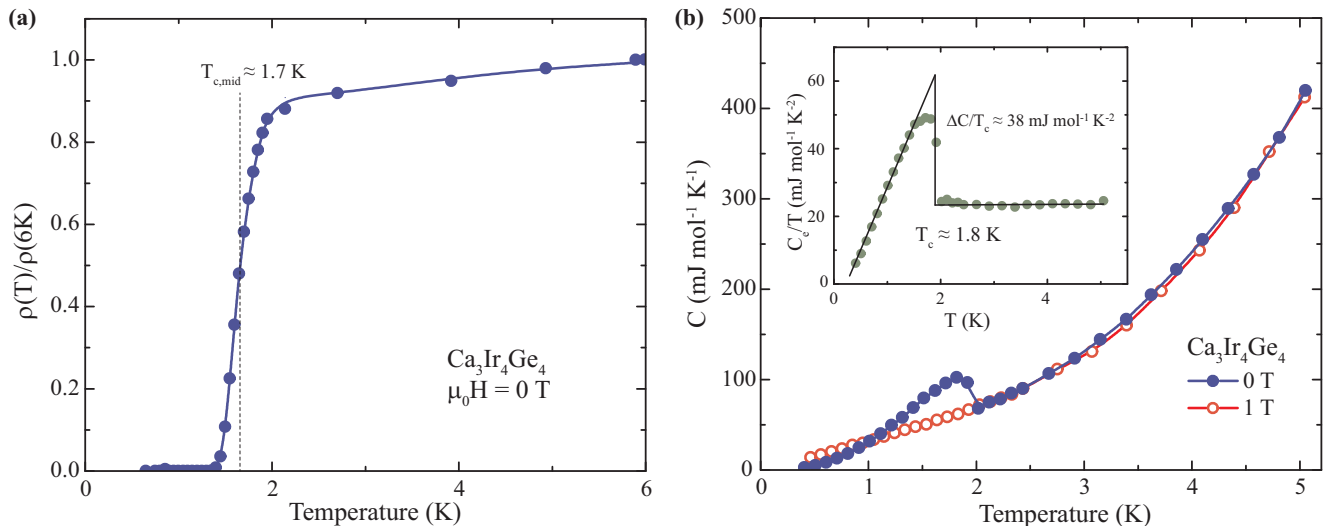 (a)
1.0
0.8
0.6
0.4
0.2
0.0
ρ(T)/ρ(6K
T_c,mid ≈ 1.7 K
Ca₃Ir₄Ge₄
μ₀H = 0 T
0
2
4
6
Temperature (K)
(b)
500
400
300
200
100
0
C (mJ mol⁻¹ K⁻¹)
60
40
20
0
C_e/T (mJ mol⁻¹ K⁻²)
ΔC/T_c ≈ 38 mJ mol⁻¹ K⁻²
T_c ≈ 1.8 K
0
2
4
T (K)
Ca₃Ir₄Ge₄
0 T
1 T
0
1
2
3
4
5
Temperature (K)